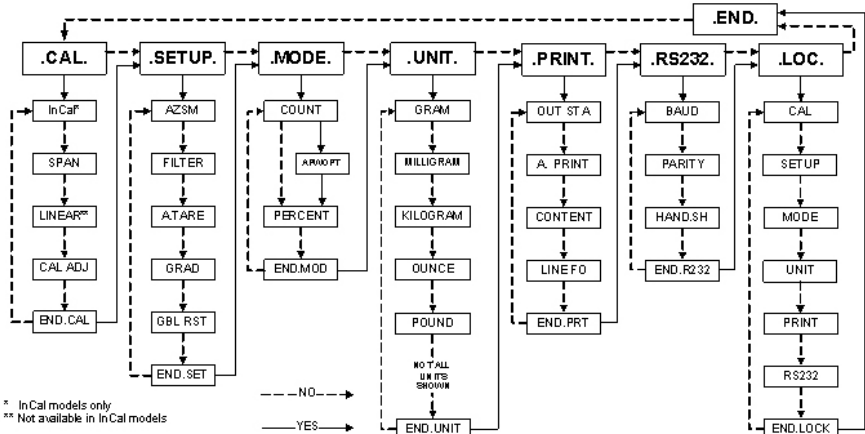 .END.
.CAL.
.SETUP.
.MODE.
.UNIT.
.PRINT.
.RS232.
.LOC.
InCal*
SPAN
LINEAR**
CAL ADJ
END.CAL
AZSM
FILTER
A.TARE
GRAD
GBL RST
END.SET
COUNT
APW.OPT
PERCENT
END.MOD
GRAM
MILLIGRAM
KILOGRAM
OUNCE
POUND
NOT ALL
UNITS
SHOWN
END.UNIT
OUT STA
A. PRINT
CONTENT
LINE FO
END.PRT
BAUD
PARITY
HAND.SH
END.R232
CAL
SETUP
MODE
UNIT
PRINT
RS232
END.LOCK
NO
YES
* InCal models only
** Not available in InCal models